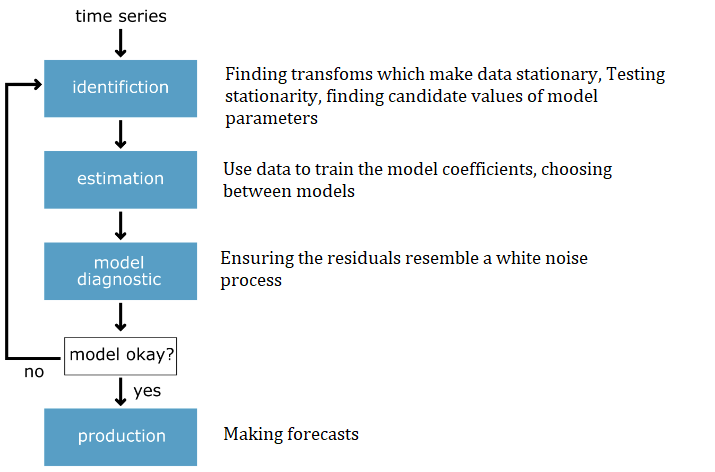 time series
identifiction
Finding transfoms which make data stationary, Testing
stationarity, finding candidate values of model
parameters
estimation
Use data to train the model coefficients, choosing
between models
model
diagnostic
Ensuring the residuals resemble a white noise
process
model okay?
no
yes
production
Making forecasts